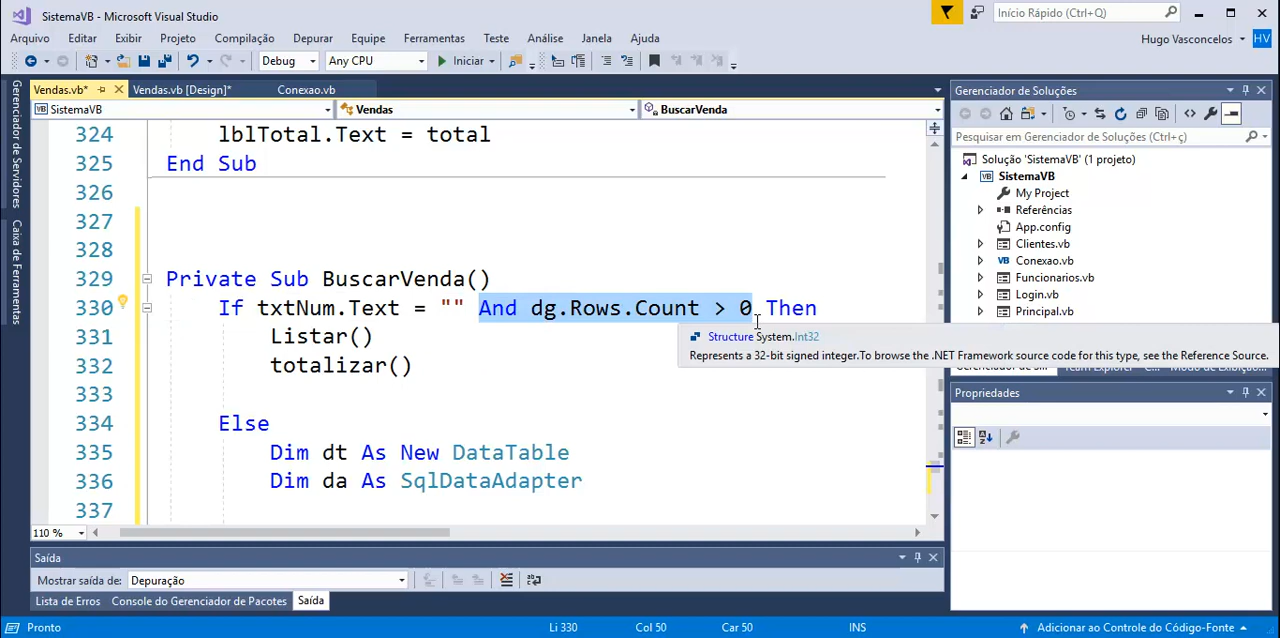 SistemaVB - Microsoft Visual Studio
Início Rápido (Ctrl+Q)
Arquivo Editar Exibir Projeto Compilação Depurar Equipe Ferramentas Teste Análise Janela Ajuda
Hugo Vasconcelos HV
Debug Any CPU Iniciar
Gerenciador de Servidores
Caixa de Ferramentas
Vendas.vb* Vendas.vb [Design]* Conexao.vb
SistemaVB Vendas BuscarVenda
324 lblTotal.Text = total
325 End Sub
326
327
328
329 Private Sub BuscarVenda()
330 If txtNum.Text = "" And dg.Rows.Count > 0 Then
331 Listar()
332 totalizar()
333
334 Else
335 Dim dt As New DataTable
336 Dim da As SqlDataAdapter
337
Structure System.Int32
Represents a 32-bit signed integer.To browse the .NET Framework source code for this type, see the Reference Source.
110 %
Gerenciador de Soluções
Pesquisar em Gerenciador de Soluções (Ctrl+ç)
Solução 'SistemaVB' (1 projeto)
SistemaVB
My Project
Referências
App.config
Clientes.vb
Conexao.vb
Funcionarios.vb
Login.vb
Principal.vb
Propriedades
Saída
Mostrar saída de: Depuração
Lista de Erros Console do Gerenciador de Pacotes Saída
Pronto Li 330 Col 50 Car 50 INS Adicionar ao Controle do Código-Fonte